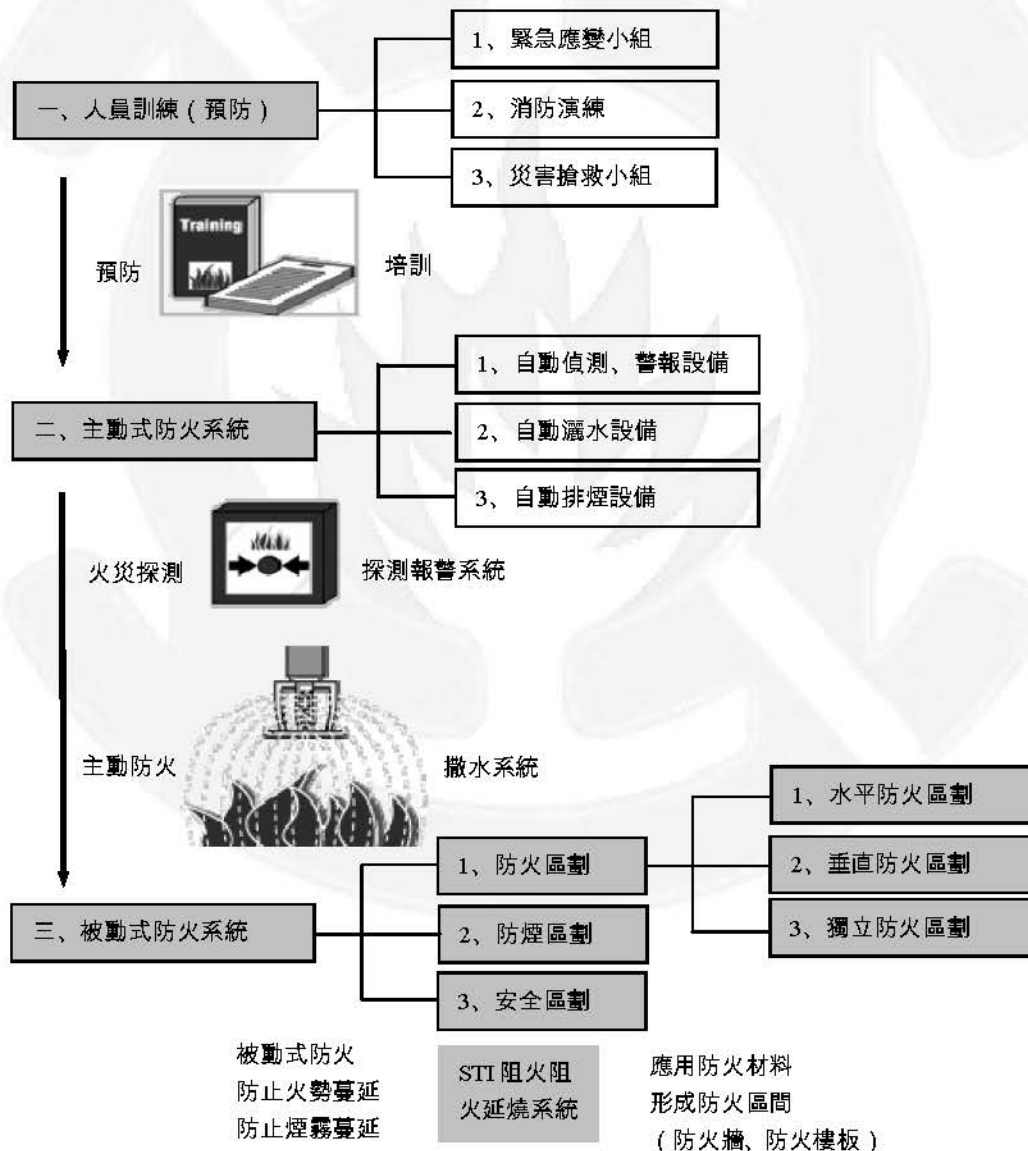 1、緊急應變小組
一、人員訓練(預防)
2、消防演練
3、災害搶救小組
Training
預防
培訓
1、自動偵測、警報設備
二、主動式防火系統
2、自動灑水設備
3、自動排煙設備
火災探測
探測報警系統
主動防火
撒水系統
1、水平防火區劃
1、防火區劃
2、垂直防火區劃
三、被動式防火系統
2、防煙區劃
3、獨立防火區劃
3、安全區劃
被動式防火
防止火勢蔓延
防止煙霧蔓延
STI 阻火阻
火延燒系統
應用防火材料
形成防火區間
(防火牆、防火樓板)